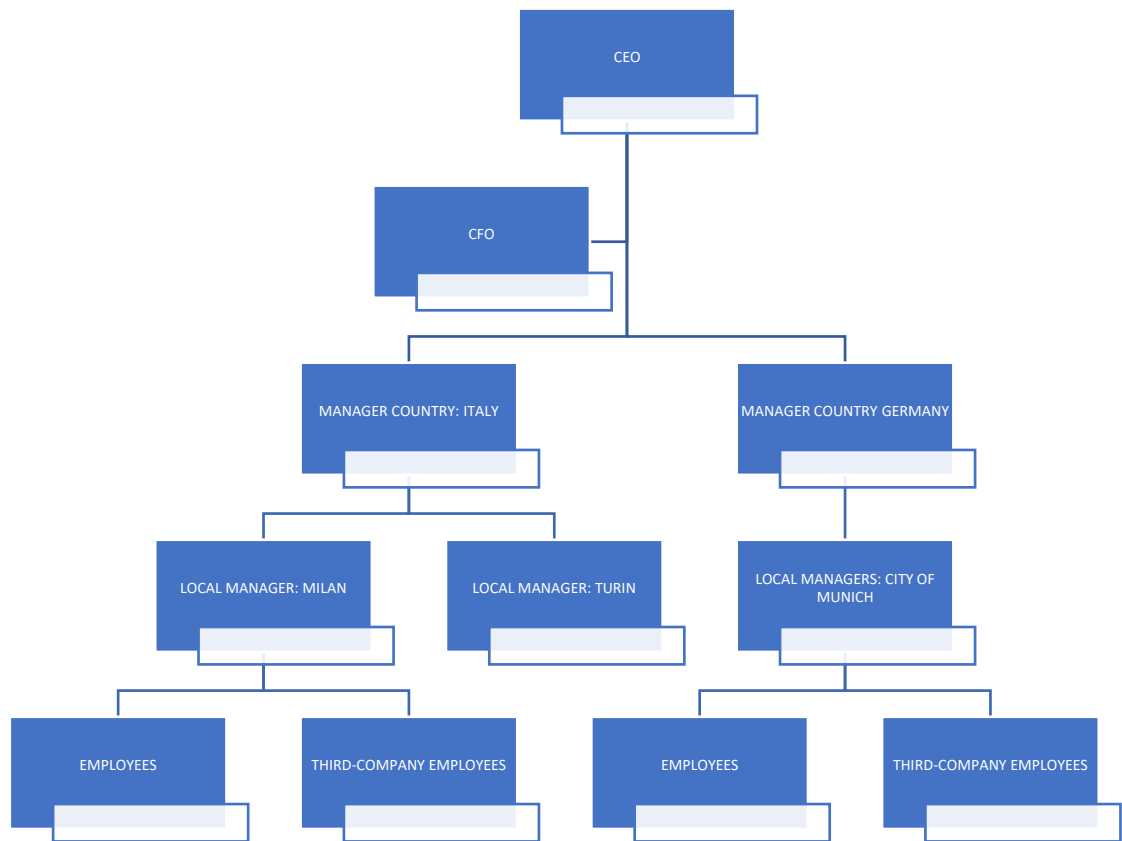 CEO
CFO
MANAGER COUNTRY: ITALY
MANAGER COUNTRY GERMANY
LOCAL MANAGER: MILAN
LOCAL MANAGER: TURIN
LOCAL MANAGERS: CITY OF
MUNICH
EMPLOYEES
THIRD-COMPANY EMPLOYEES
EMPLOYEES
THIRD-COMPANY EMPLOYEES